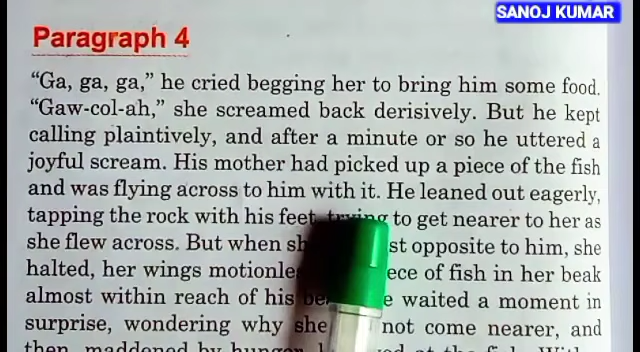 SANOJ KUMAR
Paragraph 4
“Ga, ga, ga,” he cried begging her to bring him some food.
“Gaw-col-ah,” she screamed back derisively. But he kept
calling plaintively, and after a minute or so he uttered a
joyful scream. His mother had picked up a piece of the fish
and was flying across to him with it. He leaned out eagerly,
tapping the rock with his feet, trying to get nearer to her as
she flew across. But when st opposite to him, she
halted, her wings of fish in her beak
almost within reach of his waited a moment in
surprise, wondering why she not come nearer, and
then, maddened by hunger